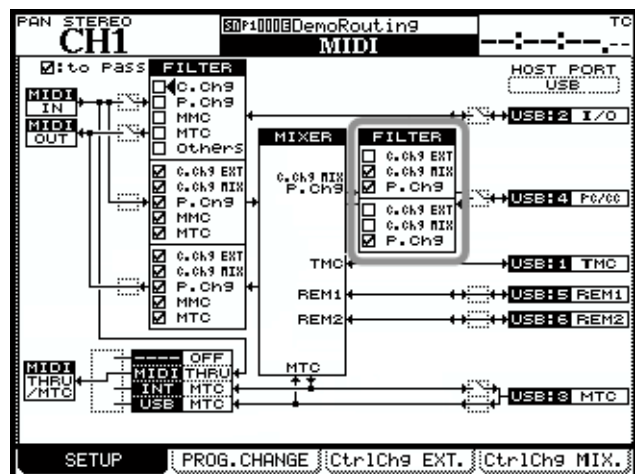 PAN STEREO
CH1
SD P1000 DemoRouting
MIDI
TC
--:--:--.--
:to Pass
FILTER
C.Chg
P.Chg
MMC
MTC
Others
HOST PORT
USB
MIDI IN
MIDI OUT
C.Chg EXT
C.Chg MIX
P.Chg
MMC
MTC
C.Chg EXT
C.Chg MIX
P.Chg
MMC
MTC
MIXER
C.Chg MIX
P.Chg
TMC
REM1
REM2
MTC
FILTER
C.Chg EXT
C.Chg MIX
P.Chg
C.Chg EXT
C.Chg MIX
P.Chg
USB:2 I/O
USB:4 PC/CC
USB:1 TMC
USB:5 REM1
USB:6 REM2
USB:3 MTC
MIDI THRU /MTC
---- OFF
MIDI THRU
INT MTC
USB MTC
SETUP
PROG.CHANGE
CtrlChg EXT.
CtrlChg MIX.